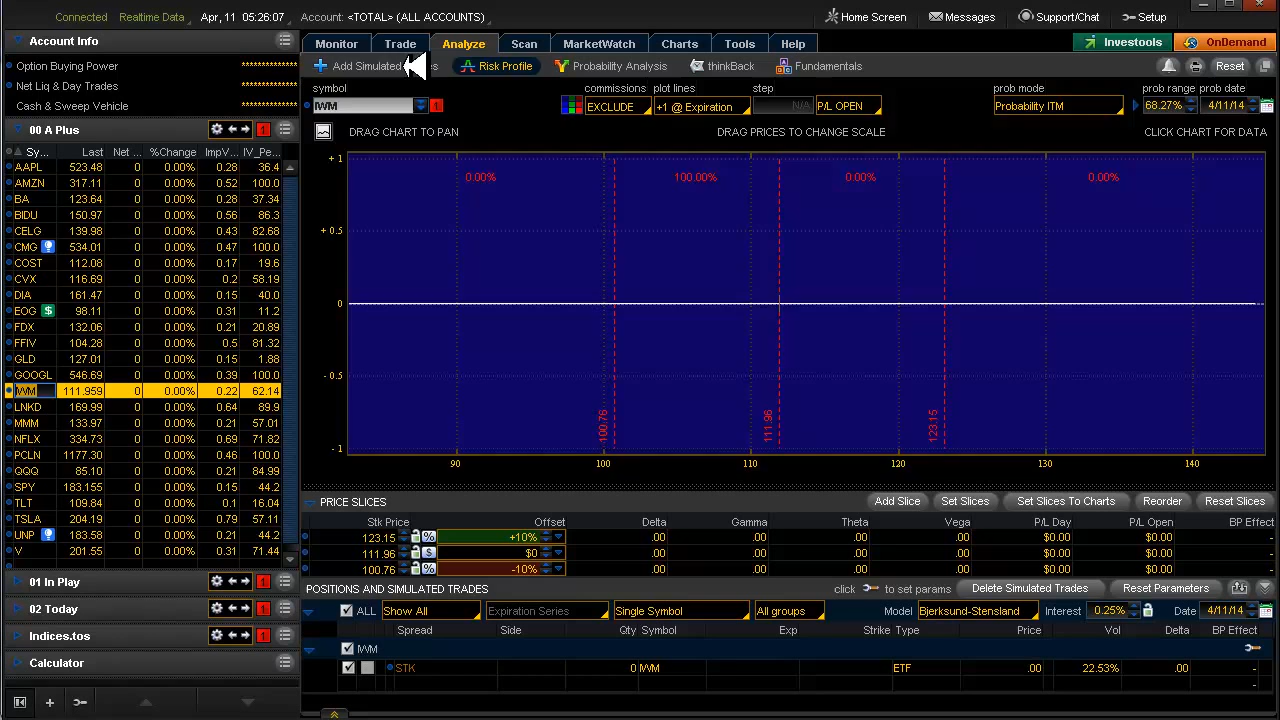 Connected Realtime Data Apr, 11 05:26:07 Account: <TOTAL> (ALL ACCOUNTS) Home Screen Messages Support/Chat Setup
Account Info
Option Buying Power ***************
Net Liq & Day Trades ***************
Cash & Sweep Vehicle ***************
00 A Plus 1
Sy... Last Net ... %Change ImpV... IV_Pe...
AAPL 523.48 0 0.00% 0.28 36.4
AMZN 317.11 0 0.00% 0.52 100.0
BA 123.64 0 0.00% 0.28 37.34
BIDU 150.97 0 0.00% 0.56 86.3
CELG 139.98 0 0.00% 0.43 82.68
CMG 534.01 0 0.00% 0.47 100.0
COST 112.08 0 0.00% 0.17 19.6
CVX 116.69 0 0.00% 0.2 58.19
DIA 161.47 0 0.00% 0.15 40.0
EOG $ 98.11 0 0.00% 0.31 11.2
FDX 132.06 0 0.00% 0.21 20.89
FFIV 104.28 0 0.00% 0.5 81.32
GLD 127.01 0 0.00% 0.15 1.88
GOOGL 546.69 0 0.00% 0.39 100.0
IWM 111.959 0 0.00% 0.22 62.14
LNKD 169.99 0 0.00% 0.64 89.9
MMM 133.97 0 0.00% 0.21 57.01
NFLX 334.73 0 0.00% 0.69 71.82
PCLN 1177.30 0 0.00% 0.46 100.0
QQQ 85.10 0 0.00% 0.21 84.99
SPY 183.155 0 0.00% 0.15 44.2
TLT 109.84 0 0.00% 0.1 16.04
TSLA 204.19 0 0.00% 0.79 57.11
UNP 183.58 0 0.00% 0.21 44.2
V 201.55 0 0.00% 0.31 71.44
01 In Play 1
02 Today 1
Indices.tos 1
Calculator
Monitor Trade Analyze Scan MarketWatch Charts Tools Help Investools OnDemand
Add Simulated Risk Profile Probability Analysis thinkBack Fundamentals Reset
symbol commissions plot lines step prob mode prob range prob date
IWM 1 EXCLUDE +1 @ Expiration N/A P/L OPEN Probability ITM 68.27% 4/11/14
DRAG CHART TO PAN DRAG PRICES TO CHANGE SCALE CLICK CHART FOR DATA
+ 1
0.00% 100.00% 0.00% 0.00%
+ 0.5
0
- 0.5
100.76 111.96 123.15
- 1
90 100 110 120 130 140
PRICE SLICES Add Slice Set Slices Set Slices To Charts Reorder Reset Slices
Stk Price Offset Delta Gamma Theta Vega P/L Day P/L Open BP Effect
123.15 % +10% .00 .00 .00 .00 $0.00 $0.00 -
111.96 $ $0 .00 .00 .00 .00 $0.00 $0.00 -
100.76 % -10% .00 .00 .00 .00 $0.00 $0.00 -
POSITIONS AND SIMULATED TRADES click to set params Delete Simulated Trades Reset Parameters
ALL Show All Expiration Series Single Symbol All groups Model Bjerksund-Stensland Interest 0.25% Date 4/11/14
Spread Side Qty Symbol Exp Strike Type Price Vol Delta BP Effect
IWM
STK 0 IWM ETF .00 22.53% .00 -
-